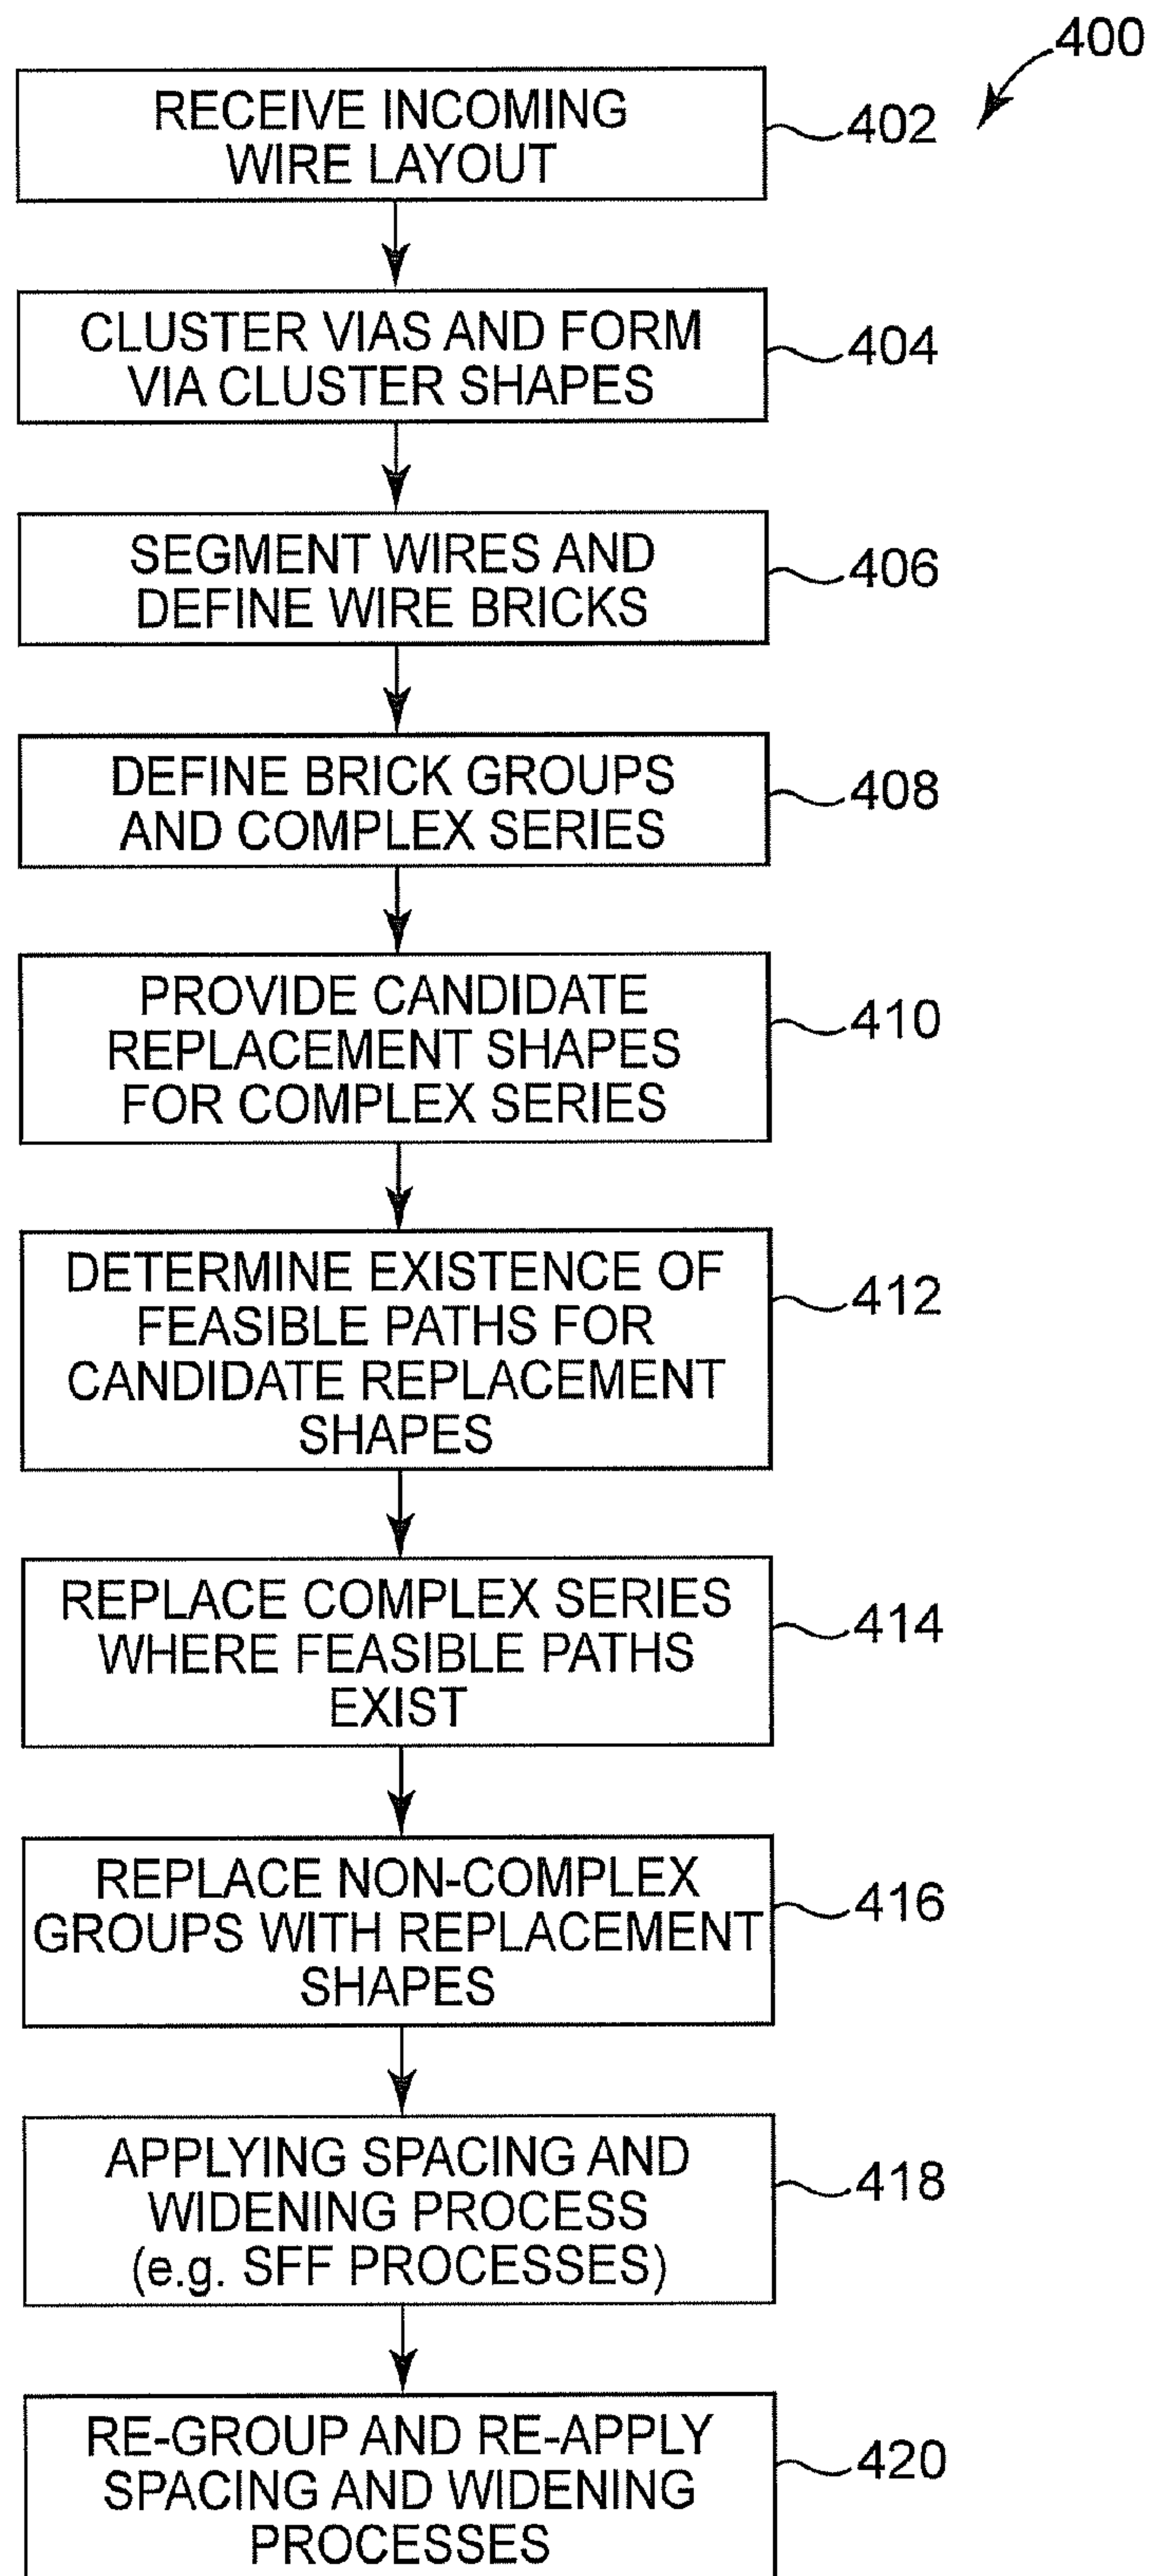 400
RECEIVE INCOMING
WIRE LAYOUT
402
CLUSTER VIAS AND FORM
VIA CLUSTER SHAPES
404
SEGMENT WIRES AND
DEFINE WIRE BRICKS
406
DEFINE BRICK GROUPS
AND COMPLEX SERIES
408
PROVIDE CANDIDATE
REPLACEMENT SHAPES
FOR COMPLEX SERIES
410
DETERMINE EXISTENCE OF
FEASIBLE PATHS FOR
CANDIDATE REPLACEMENT
SHAPES
412
REPLACE COMPLEX SERIES
WHERE FEASIBLE PATHS
EXIST
414
REPLACE NON-COMPLEX
GROUPS WITH REPLACEMENT
SHAPES
416
APPLYING SPACING AND
WIDENING PROCESS
(e.g. SFF PROCESSES)
418
RE-GROUP AND RE-APPLY
SPACING AND WIDENING
PROCESSES
420